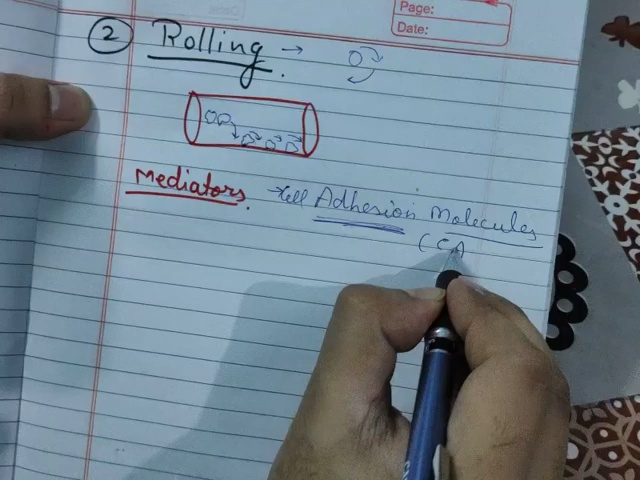 Page:
Date:
② Rolling →
Mediators. → Cell Adhesion Molecules
(CA